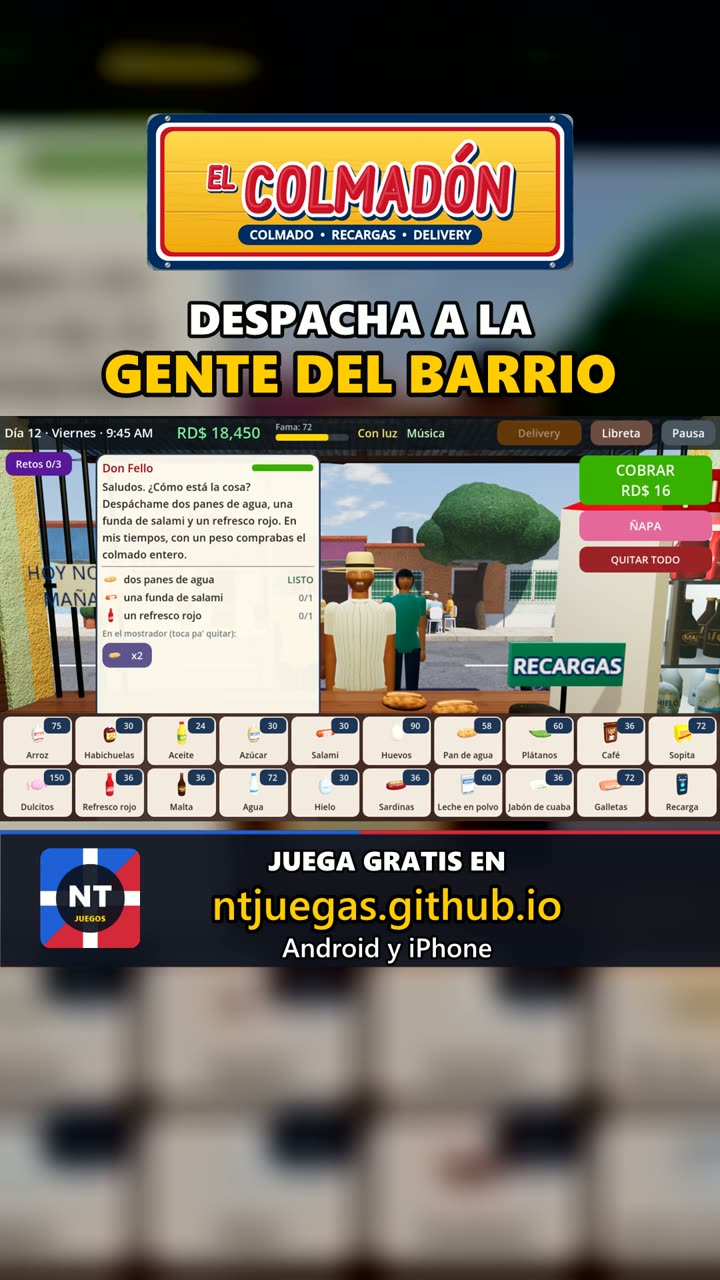 EL COLMADÓN
COLMADO • RECARGAS • DELIVERY
DESPACHA A LA
GENTE DEL BARRIO
Día 12 · Viernes · 9:45 AM
RD$ 18,450
Fama: 72
Con luz
Música
Delivery
Libreta
Pausa
Retos 0/3
Don Fello
Saludos. ¿Cómo está la cosa?
Despáchame dos panes de agua, una
funda de salami y un refresco rojo. En
mis tiempos, con un peso comprabas el
colmado entero.
dos panes de agua LISTO
una funda de salami 0/1
un refresco rojo 0/1
En el mostrador (toca pa' quitar):
x2
COBRAR
RD$ 16
ÑAPA
QUITAR TODO
HOY NO
MAÑA
RECARGAS
75 30 24 30 30 90 58 60 36 72
Arroz Habichuelas Aceite Azúcar Salami Huevos Pan de agua Plátanos Café Sopita
150 36 36 72 30 36 60 36 72
Dulcitos Refresco rojo Malta Agua Hielo Sardinas Leche en polvo Jabón de cuaba Galletas Recarga
NT
JUEGOS
JUEGA GRATIS EN
ntjuegas.github.io
Android y iPhone